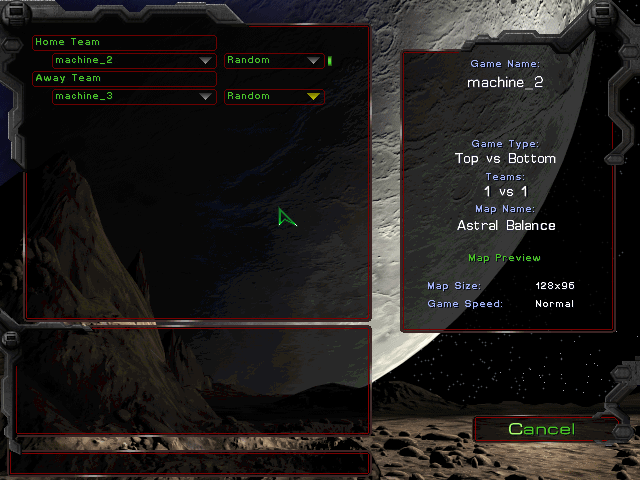 Home Team
machine_2 Random
Away Team
machine_3 Random
Game Name:
machine_2
Game Type:
Top vs Bottom
Teams:
1 vs 1
Map Name:
Astral Balance
Map Preview
Map Size: 128x96
Game Speed: Normal
Cancel